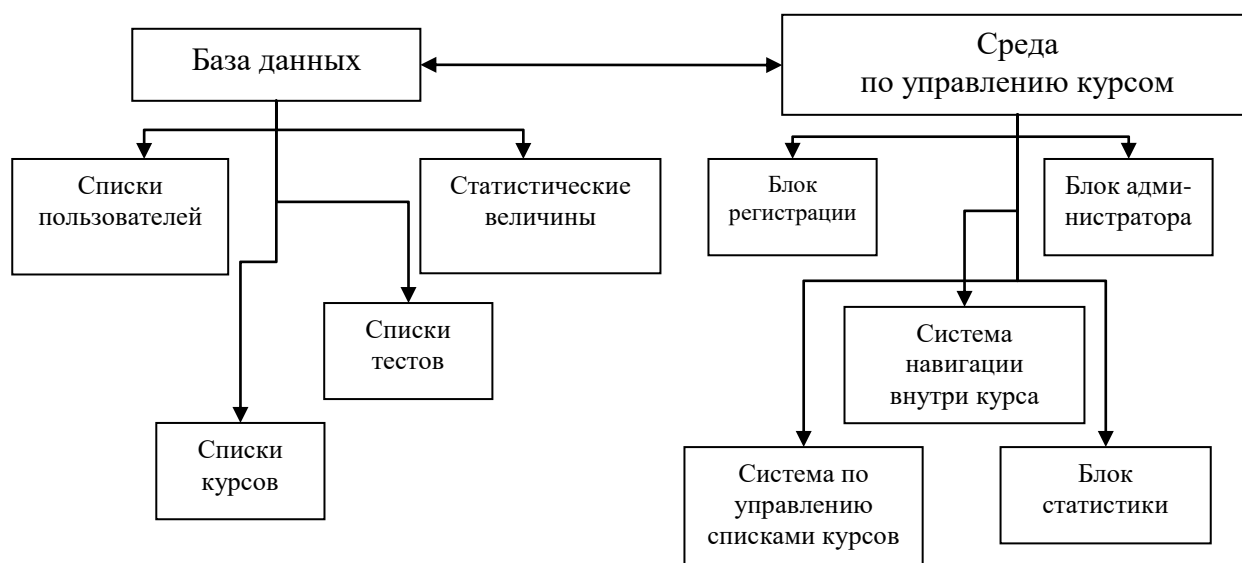 База данных
Среда
по управлению курсом
Списки
пользователей
Статистические
величины
Блок
регистрации
Блок адми-
нистратора
Списки
тестов
Система
навигации
внутри курса
Списки
курсов
Система по
управлению
списками курсов
Блок
статистики